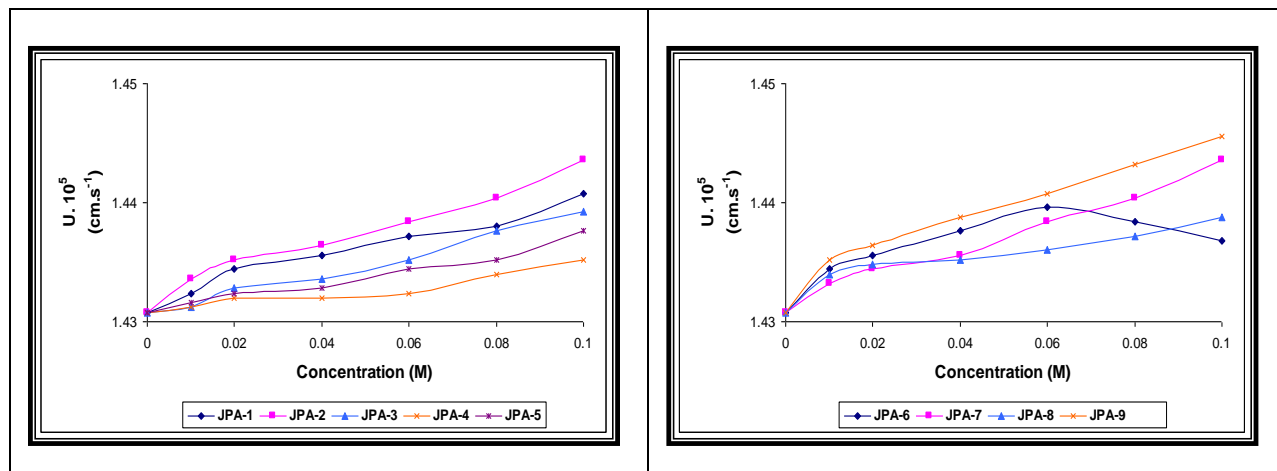 1.45
1.44
1.43
U. 10⁵
(cm.s⁻¹)
0 0.02 0.04 0.06 0.08 0.1
Concentration (M)
JPA-1 JPA-2 JPA-3 JPA-4 JPA-5
1.45
1.44
1.43
U. 10⁵
(cm.s⁻¹)
0 0.02 0.04 0.06 0.08 0.1
Concentration (M)
JPA-6 JPA-7 JPA-8 JPA-9